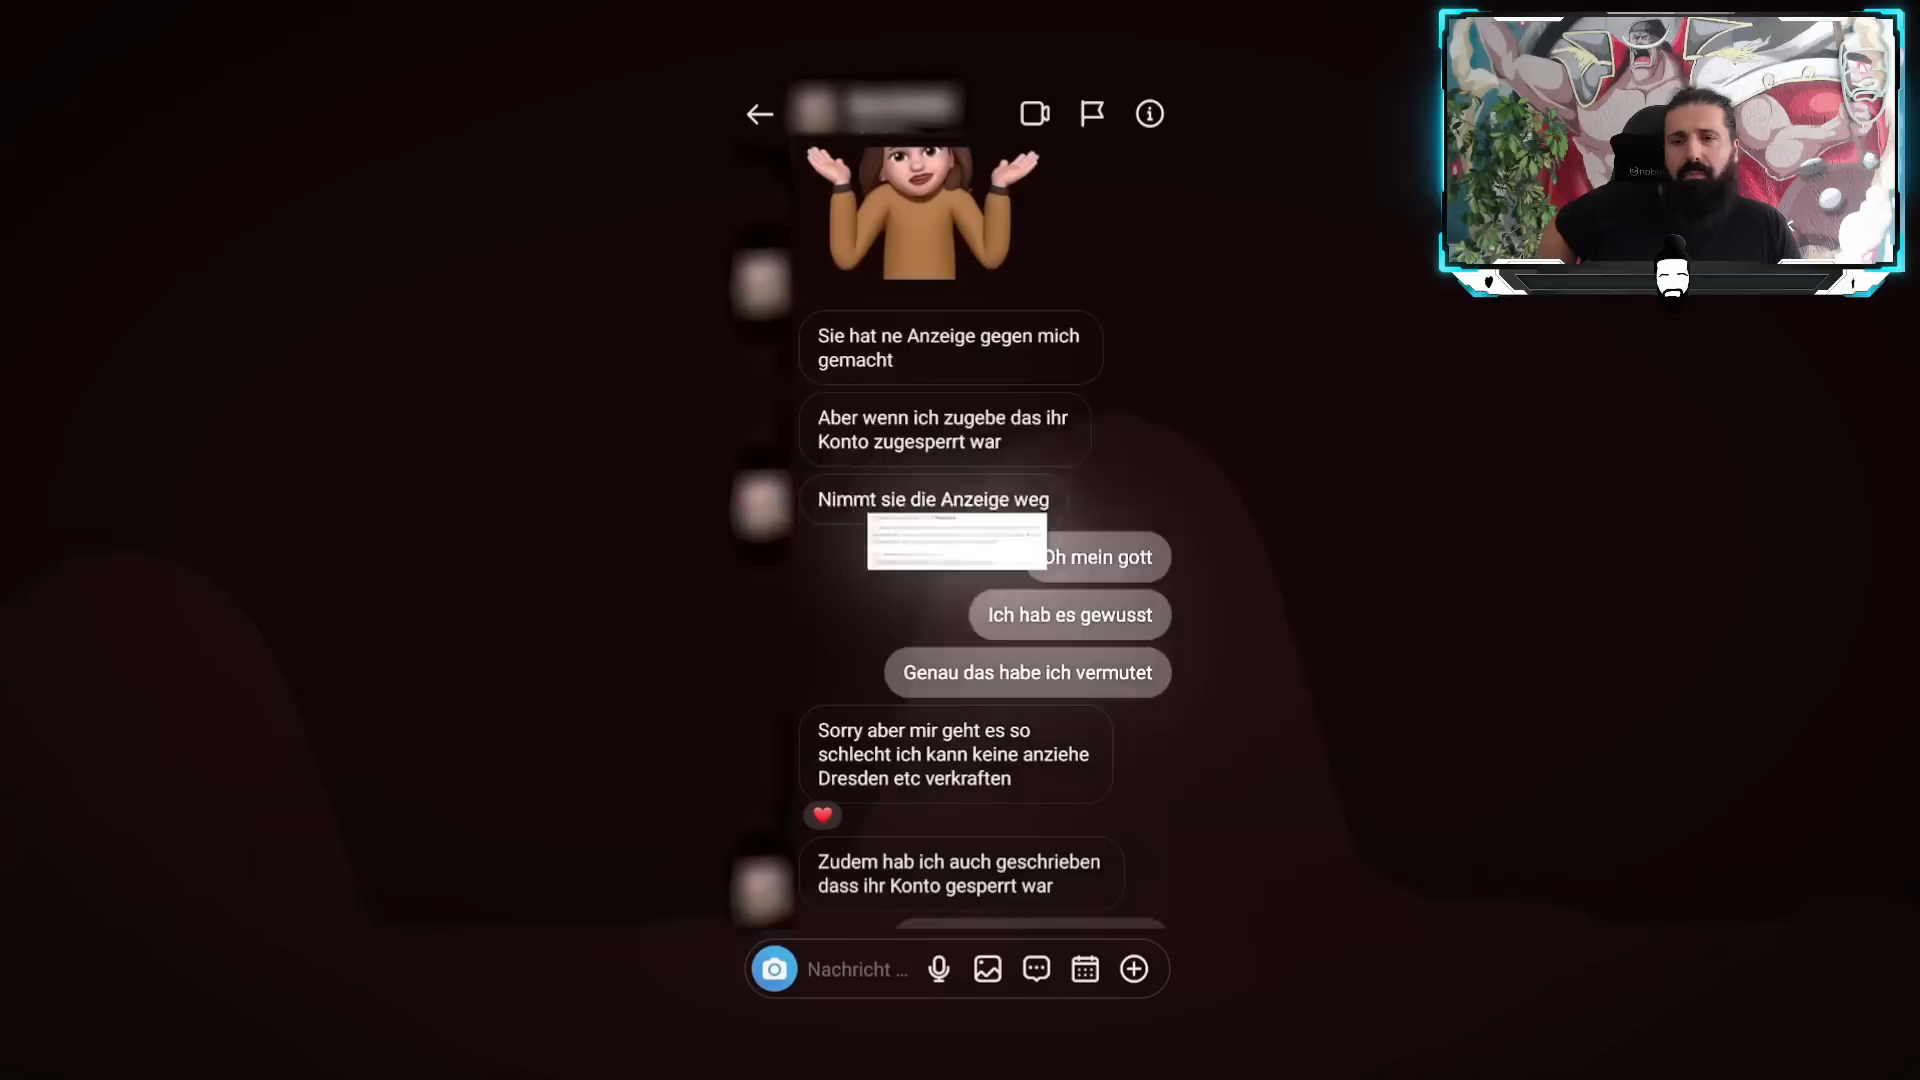 Sie hat ne Anzeige gegen mich
gemacht
Aber wenn ich zugebe das ihr
Konto zugesperrt war
Nimmt sie die Anzeige weg
Oh mein gott
Ich hab es gewusst
Genau das habe ich vermutet
Sorry aber mir geht es so
schlecht ich kann keine anziehe
Dresden etc verkraften
Zudem hab ich auch geschrieben
dass ihr Konto gesperrt war
Nachricht ...